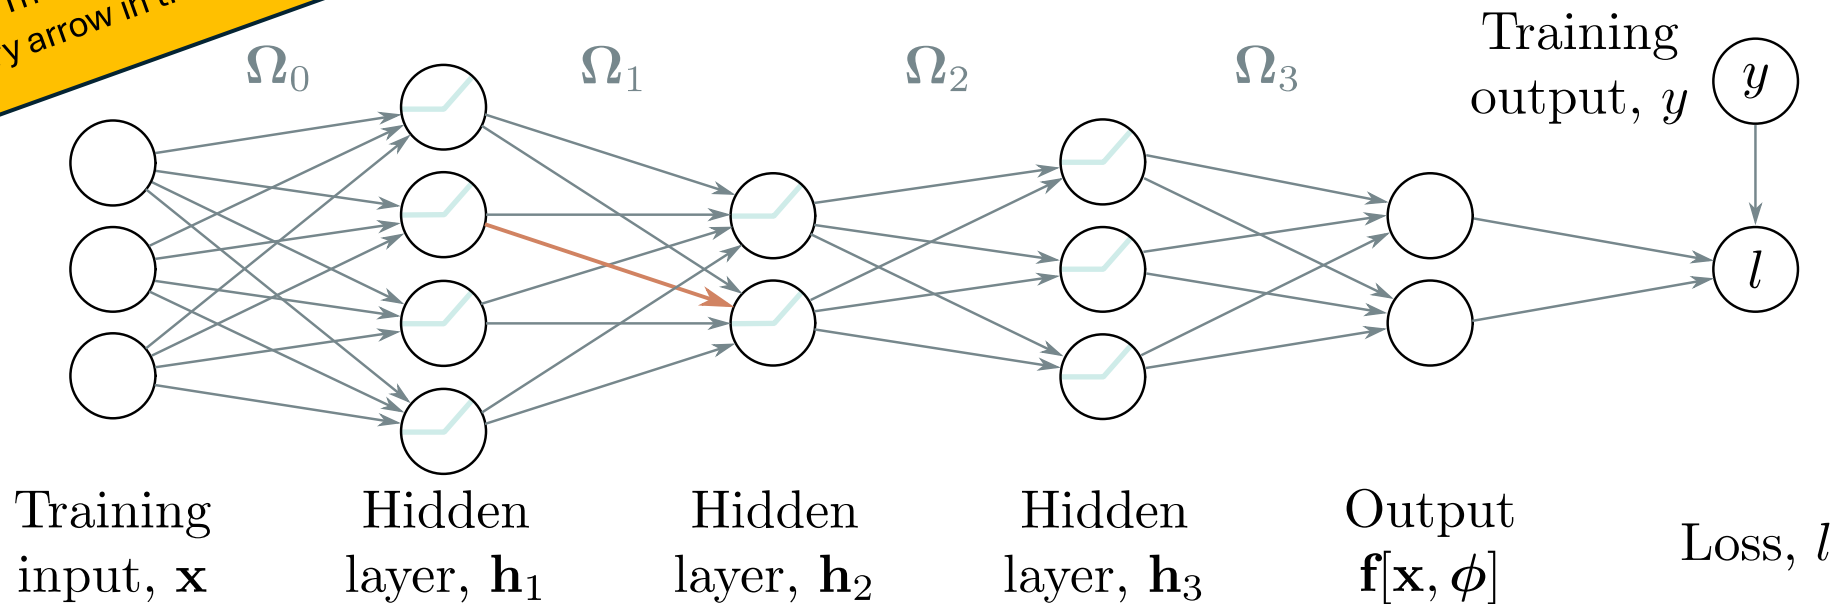 y arrow in t
Ω₀
Ω₁
Ω₂
Ω₃
Training
output, y
y
l
Training
input, x
Hidden
layer, h₁
Hidden
layer, h₂
Hidden
layer, h₃
Output
f[x, ϕ]
Loss, l